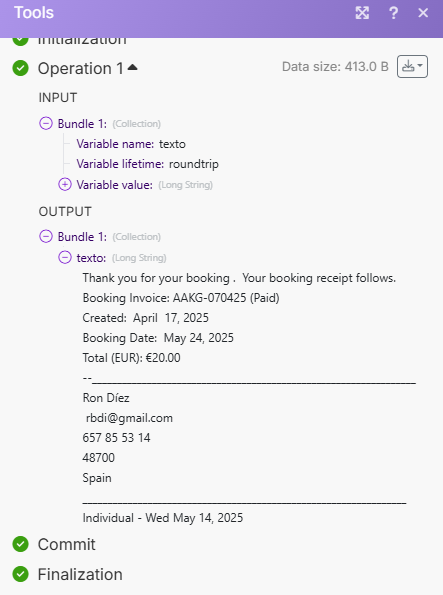 Tools
Initialization
Operation 1
Data size: 413.0 B
INPUT
Bundle 1: (Collection)
Variable name: texto
Variable lifetime: roundtrip
Variable value: (Long String)
OUTPUT
Bundle 1: (Collection)
texto: (Long String)
Thank you for your booking .  Your booking receipt follows.
Booking Invoice: AAKG-070425 (Paid)
Created:  April  17, 2025
Booking Date:  May 24, 2025
Total (EUR): €20.00
--________________________________________________________________
Ron Díez
rbdi@gmail.com
657 85 53 14
48700
Spain
________________________________________________________________
Individual - Wed May 14, 2025
Commit
Finalization